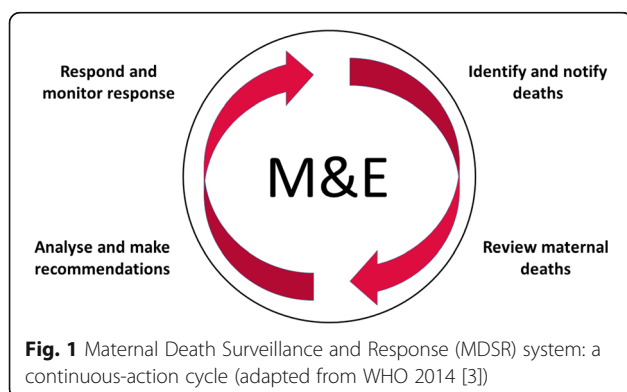 Respond and
monitor response
Identify and notify
deaths
M&E
Analyse and make
recommendations
Review maternal
deaths
Fig. 1 Maternal Death Surveillance and Response (MDSR) system: a
continuous-action cycle (adapted from WHO 2014 [3])